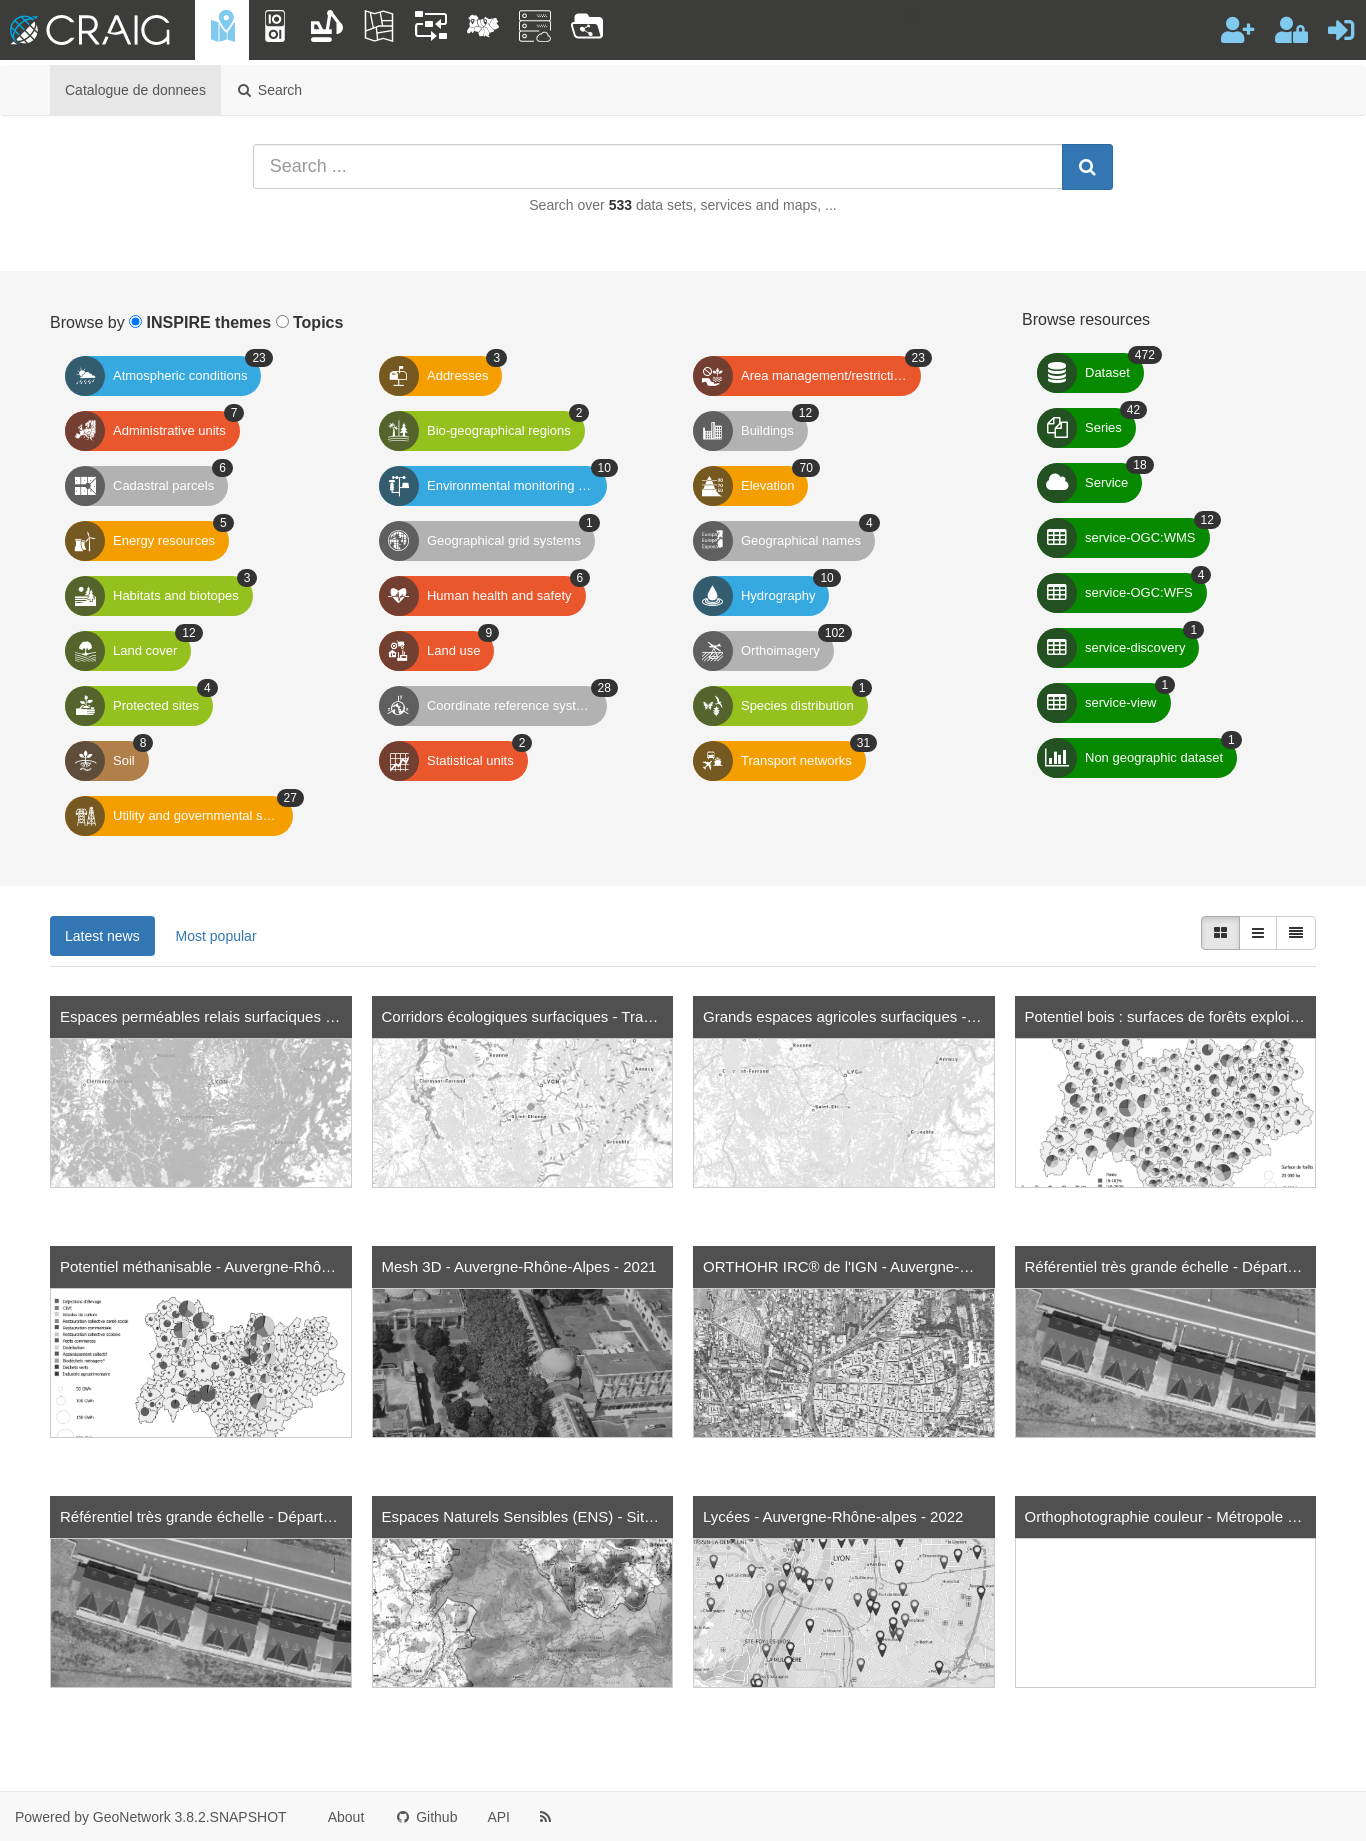 CRAIG
Catalogue de donnees
Search
Search ...
Search over 533 data sets, services and maps, ...
Browse by INSPIRE themes Topics
Atmospheric conditions 23
Addresses 3
Area management/restricti... 23
Administrative units 7
Bio-geographical regions 2
Buildings 12
Cadastral parcels 6
Environmental monitoring ... 10
Elevation 70
Energy resources 5
Geographical grid systems 1
Geographical names 4
Habitats and biotopes 3
Human health and safety 6
Hydrography 10
Land cover 12
Land use 9
Orthoimagery 102
Protected sites 4
Coordinate reference syst... 28
Species distribution 1
Soil 8
Statistical units 2
Transport networks 31
Utility and governmental s... 27
Browse resources
Dataset 472
Series 42
Service 18
service-OGC:WMS 12
service-OGC:WFS 4
service-discovery 1
service-view 1
Non geographic dataset 1
Latest news
Most popular
Espaces perméables relais surfaciques ...
Corridors écologiques surfaciques - Tra...
Grands espaces agricoles surfaciques -...
Potentiel bois : surfaces de forêts exploi...
Potentiel méthanisable - Auvergne-Rhô...
Mesh 3D - Auvergne-Rhône-Alpes - 2021
ORTHOHR IRC® de l'IGN - Auvergne-...
Référentiel très grande échelle - Départ...
Référentiel très grande échelle - Départ...
Espaces Naturels Sensibles (ENS) - Sit...
Lycées - Auvergne-Rhône-alpes - 2022
Orthophotographie couleur - Métropole ...
Powered by GeoNetwork 3.8.2.SNAPSHOT
About
Github
API